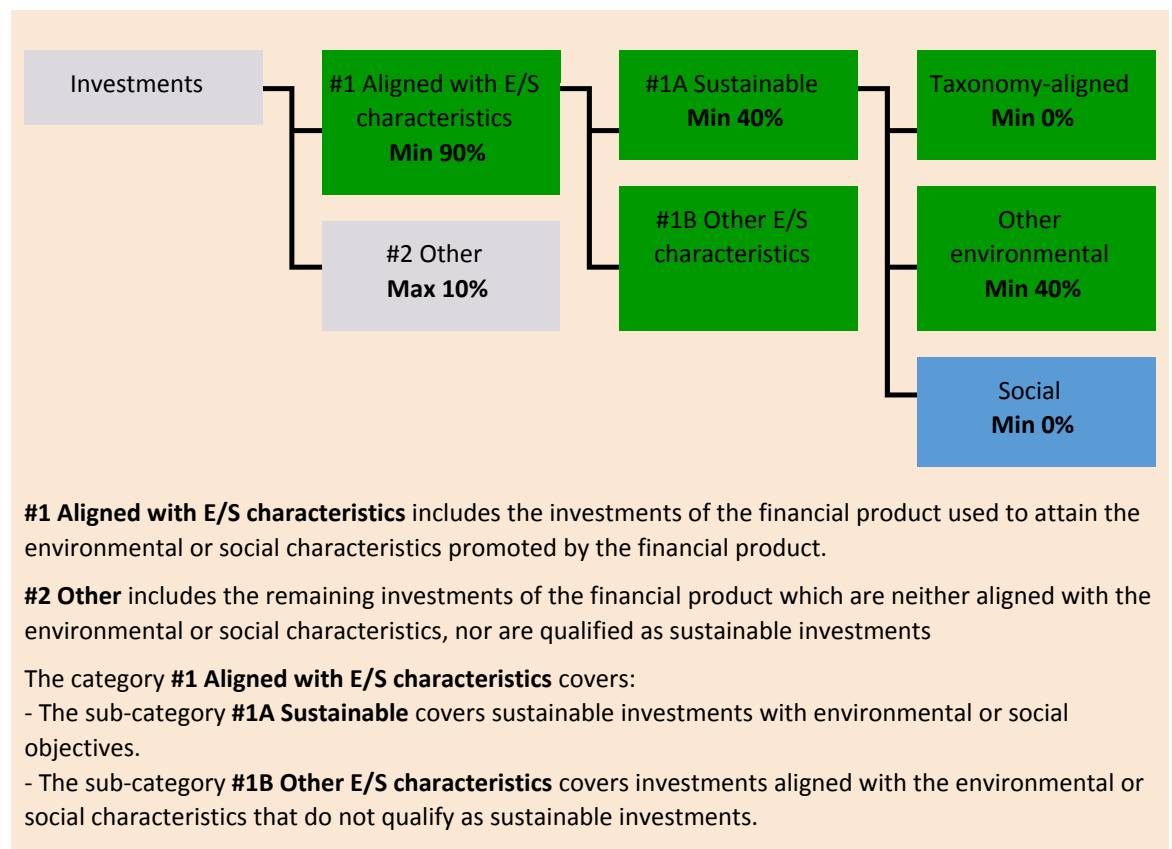 Investments
#1 Aligned with E/S
characteristics
Min 90%
#2 Other
Max 10%
#1A Sustainable
Min 40%
#1B Other E/S
characteristics
Taxonomy-aligned
Min 0%
Other
environmental
Min 40%
Social
Min 0%
#1 Aligned with E/S characteristics includes the investments of the financial product used to attain the
environmental or social characteristics promoted by the financial product.
#2 Other includes the remaining investments of the financial product which are neither aligned with the
environmental or social characteristics, nor are qualified as sustainable investments
The category #1 Aligned with E/S characteristics covers:
- The sub-category #1A Sustainable covers sustainable investments with environmental or social
objectives.
- The sub-category #1B Other E/S characteristics covers investments aligned with the environmental or
social characteristics that do not qualify as sustainable investments.